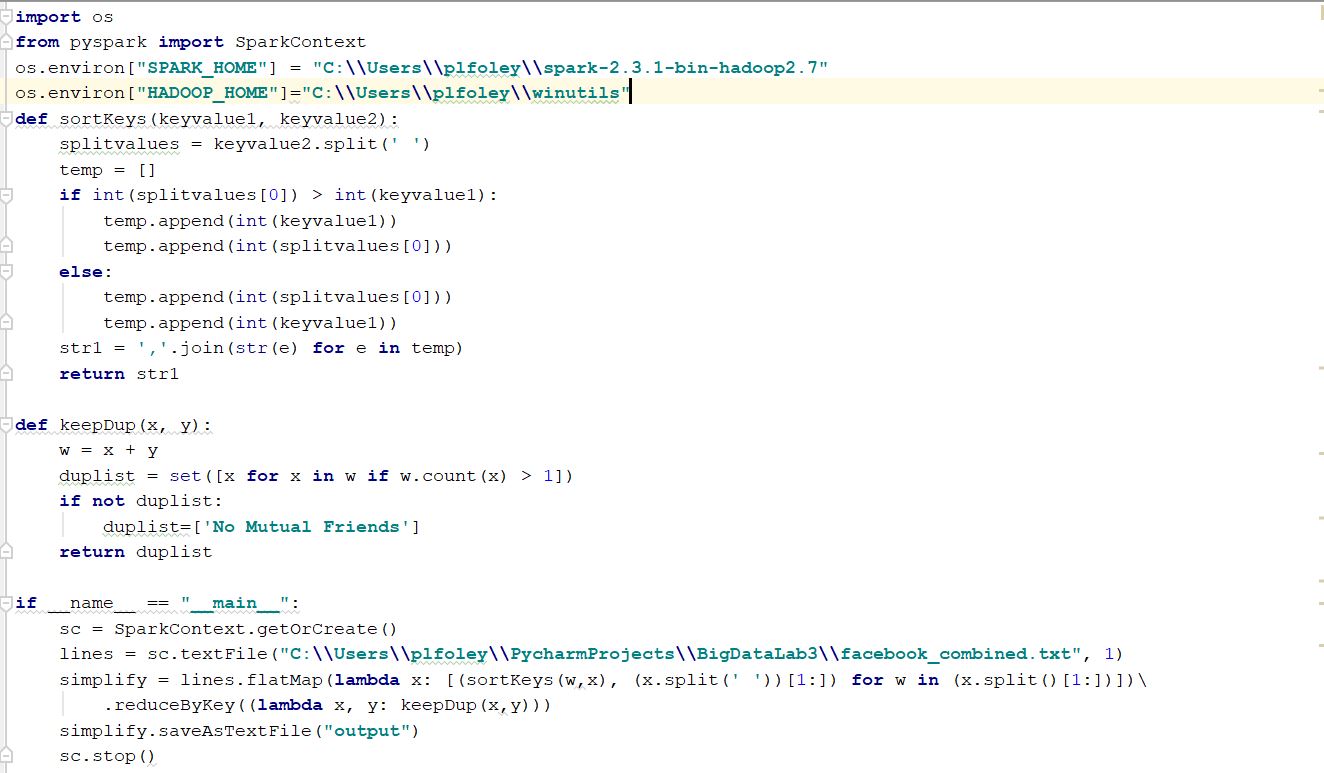 import os
from pyspark import SparkContext
os.environ["SPARK_HOME"] = "C:\\Users\\plfoley\\spark-2.3.1-bin-hadoop2.7"
os.environ["HADOOP_HOME"]="C:\\Users\\plfoley\\winutils"
def sortKeys(keyvalue1, keyvalue2):
    splitvalues = keyvalue2.split(' ')
    temp = []
    if int(splitvalues[0]) > int(keyvalue1):
        temp.append(int(keyvalue1))
        temp.append(int(splitvalues[0]))
    else:
        temp.append(int(splitvalues[0]))
        temp.append(int(keyvalue1))
    str1 = ','.join(str(e) for e in temp)
    return str1

def keepDup(x, y):
    w = x + y
    duplist = set([x for x in w if w.count(x) > 1])
    if not duplist:
        duplist=['No Mutual Friends']
    return duplist

if __name__ == "__main__":
    sc = SparkContext.getOrCreate()
    lines = sc.textFile("C:\\Users\\plfoley\\PycharmProjects\\BigDataLab3\\facebook_combined.txt", 1)
    simplify = lines.flatMap(lambda x: [(sortKeys(w,x), (x.split(' '))[1:]) for w in (x.split()[1:])])\
        .reduceByKey((lambda x, y: keepDup(x,y)))
    simplify.saveAsTextFile("output")
    sc.stop()